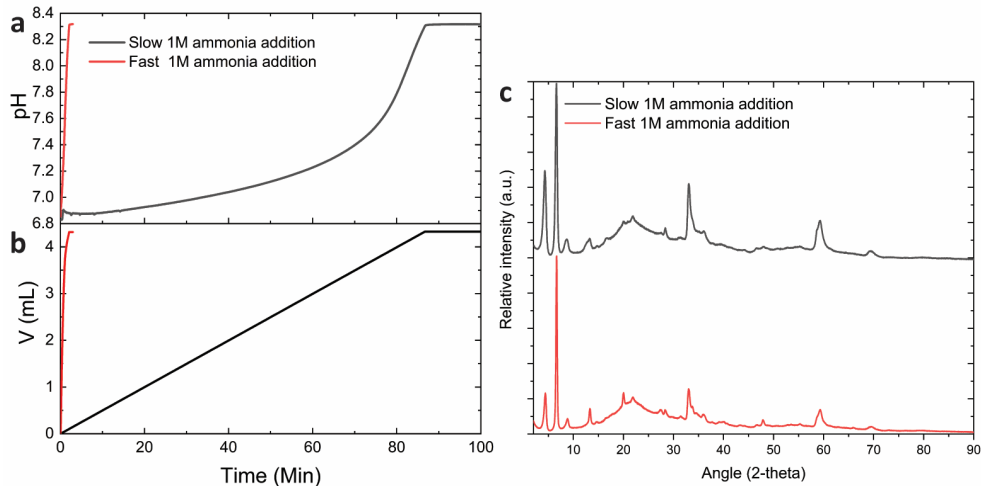 a
8.4
8.2
8.0
7.8
7.6
7.4
7.2
7.0
6.8
pH
Slow 1M ammonia addition
Fast 1M ammonia addition
b
4
3
2
1
0
V (mL)
0 20 40 60 80 100
Time (Min)
c
Slow 1M ammonia addition
Fast 1M ammonia addition
Relative intensity (a.u.)
10 20 30 40 50 60 70 80 90
Angle (2-theta)